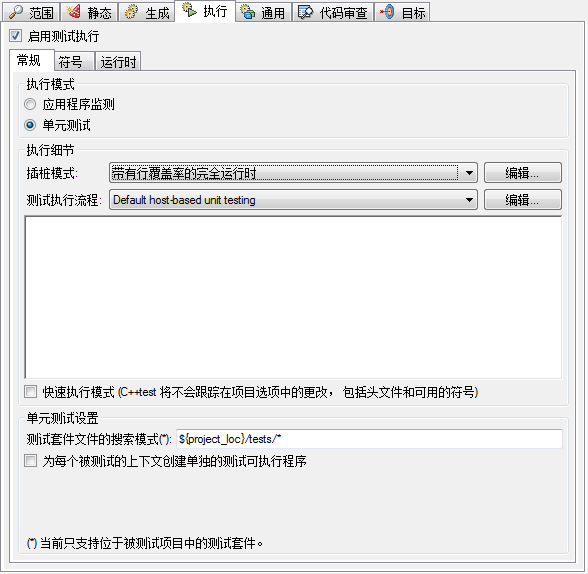 范围 静态 生成 执行 通用 代码审查 目标
启用测试执行
常规 符号 运行时
执行模式
应用程序监测
单元测试
执行细节
插桩模式: 带有行覆盖率的完全运行时 编辑...
测试执行流程: Default host-based unit testing 编辑...
快速执行模式 (C++test 将不会跟踪在项目选项中的更改， 包括头文件和可用的符号)
单元测试设置
测试套件文件的搜索模式(*): ${project_loc}/tests/*
为每个被测试的上下文创建单独的测试可执行程序
(*) 当前只支持位于被测试项目中的测试套件。